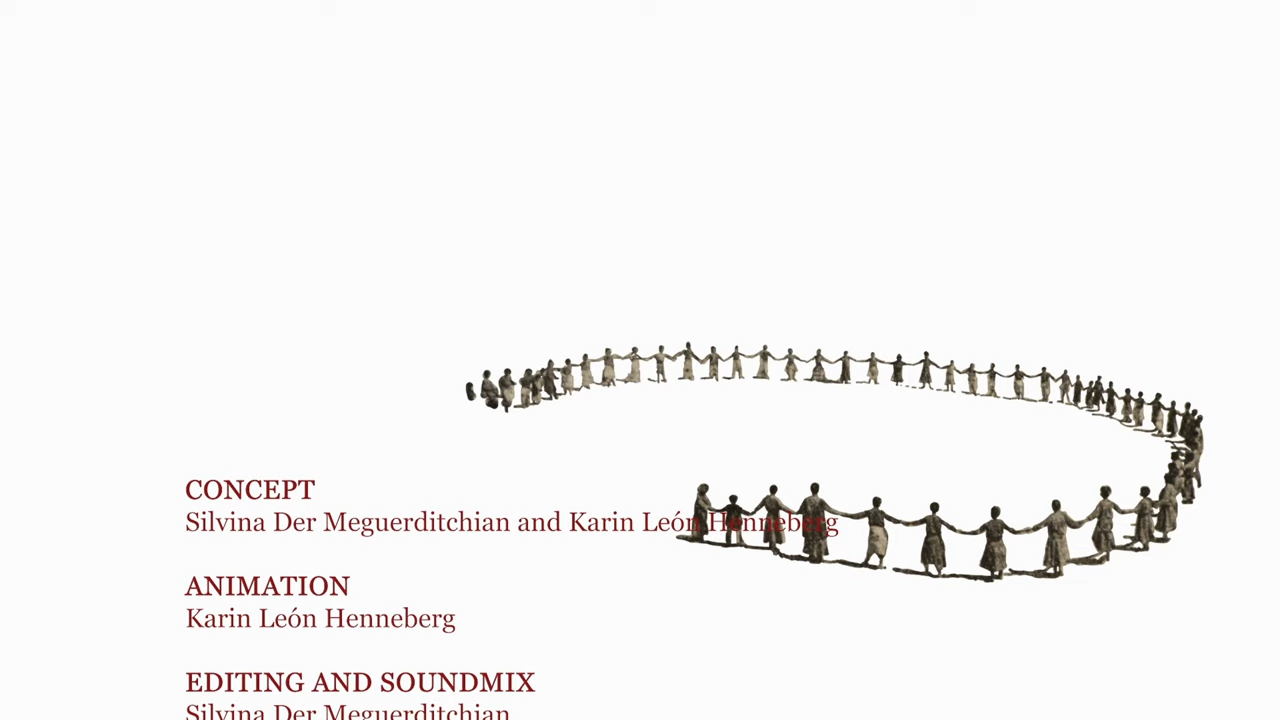 CONCEPT
Silvina Der Meguerditchian and Karin León Henneberg
ANIMATION
Karin León Henneberg
EDITING AND SOUNDMIX
Silvina Der Meguerditchian